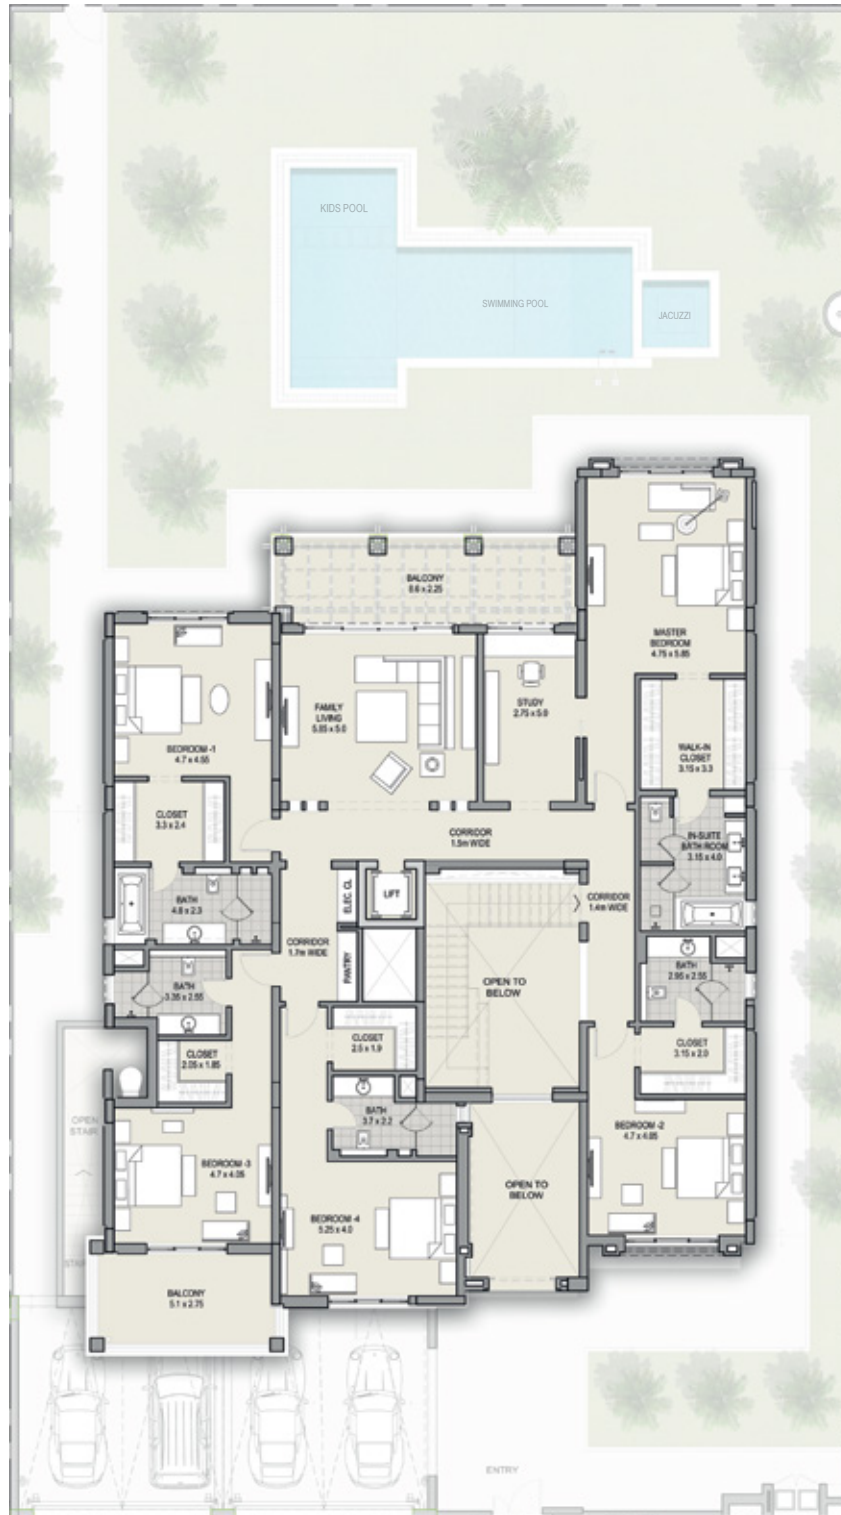 KIDS POOL
SWIMMING POOL
JACUZZI
BALCONY
8.6 x 2.25
MASTER
BEDROOM
4.75 x 5.85
FAMILY
LIVING
5.85 x 5.0
STUDY
2.75 x 5.0
BEDROOM -1
4.7 x 4.55
WALK-IN
CLOSET
3.15 x 3.3
CLOSET
3.3 x 2.4
CORRIDOR
1.5m WIDE
IN-SUITE
BATH ROOM
3.15 x 4.0
BATH
4.8 x 2.3
ELEC. CL
LIFT
CORRIDOR
1.4m WIDE
CORRIDOR
1.7m WIDE
PANTRY
OPEN TO
BELOW
BATH
3.35 x 2.55
BATH
2.95 x 2.55
CLOSET
2.05 x 1.85
CLOSET
2.5 x 1.9
CLOSET
3.15 x 2.0
OPEN
STAIR
BATH
3.7 x 2.2
BEDROOM -2
4.7 x 4.05
BEDROOM -3
4.7 x 4.05
OPEN TO
BELOW
BEDROOM -4
5.25 x 4.0
BALCONY
5.1 x 2.75
ENTRY